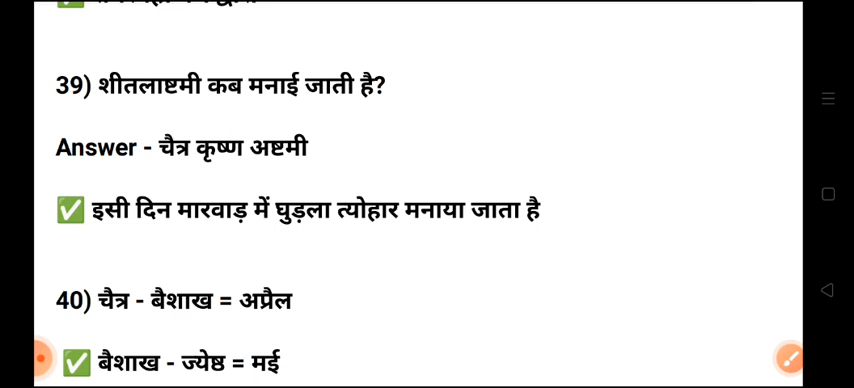 39) शीतलाष्टमी कब मनाई जाती है?
Answer - चैत्र कृष्ण अष्टमी
✅ इसी दिन मारवाड़ में घुड़ला त्योहार मनाया जाता है
40) चैत्र - बैशाख = अप्रैल
✅ बैशाख - ज्येष्ठ = मई